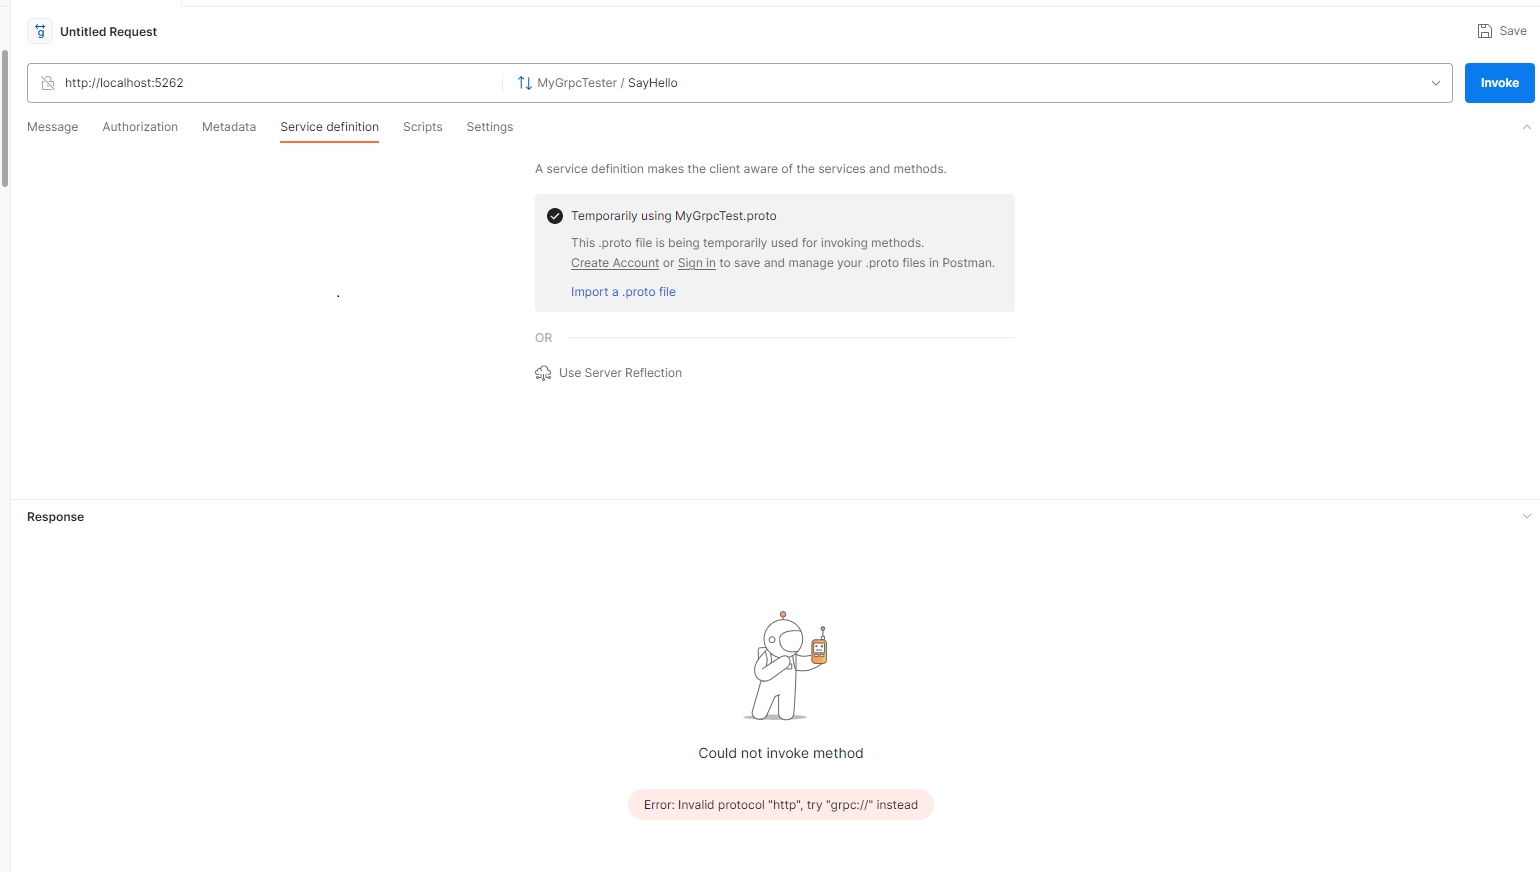 Untitled Request
Save
http://localhost:5262
MyGrpcTester / SayHello
Invoke
Message Authorization Metadata Service definition Scripts Settings
A service definition makes the client aware of the services and methods.
Temporarily using MyGrpcTest.proto
This .proto file is being temporarily used for invoking methods.
Create Account or Sign in to save and manage your .proto files in Postman.
Import a .proto file
OR
Use Server Reflection
Response
Could not invoke method
Error: Invalid protocol "http", try "grpc://" instead